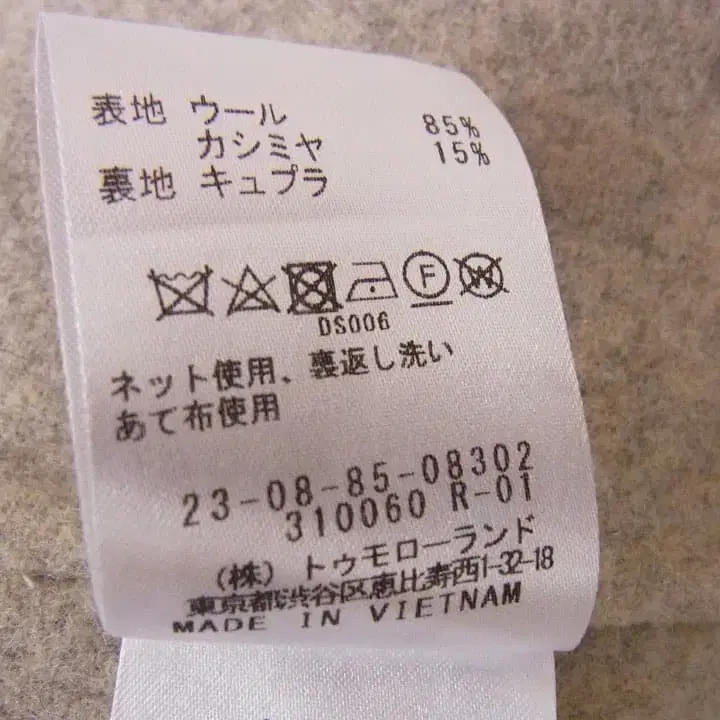 表地 ウール 85%
カシミヤ 15%
裏地 キュプラ
F
W
DS006
ネット使用、裏返し洗い
あて布使用
23-08-85-08302
310060 R-01
(株) トゥモローランド
東京都渋谷区恵比寿西1-32-18
MADE IN VIETNAM